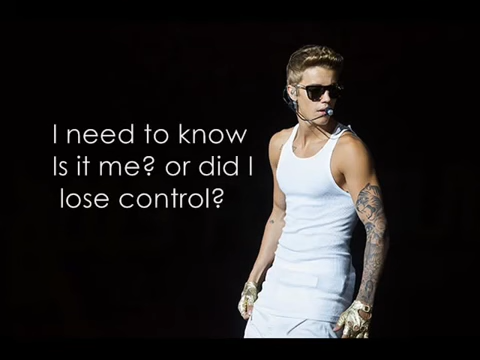 I need to know
Is it me? or did I
lose control?